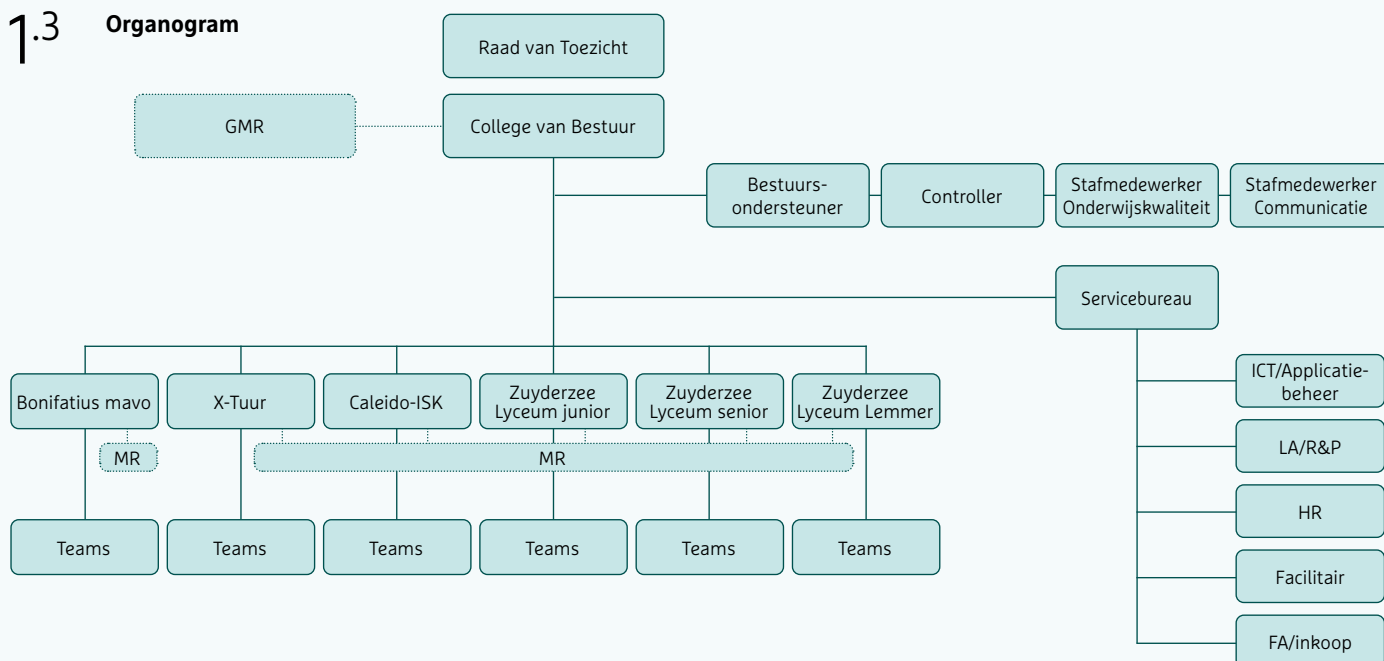 1.3 Organogram
Raad van Toezicht
GMR
College van Bestuur
Bestuurs-
ondersteuner
Controller
Stafmedewerker
Onderwijskwaliteit
Stafmedewerker
Communicatie
Servicebureau
Bonifatius mavo
X-Tuur
Caleido-ISK
Zuyderzee
Lyceum junior
Zuyderzee
Lyceum senior
Zuyderzee
Lyceum Lemmer
MR
MR
Teams
Teams
Teams
Teams
Teams
Teams
ICT/Applicatie-
beheer
LA/R&P
HR
Facilitair
FA/inkoop